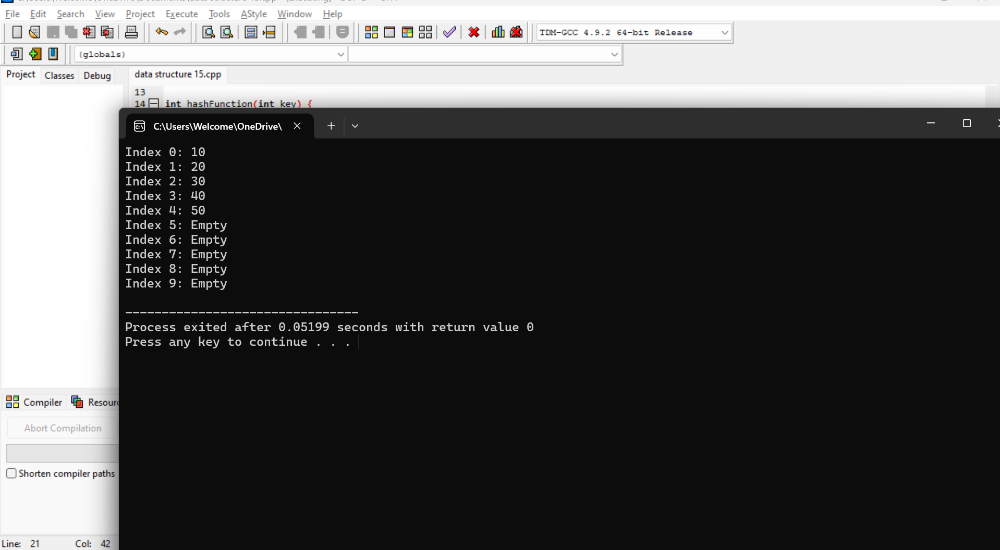 File Edit Search View Project Execute Tools AStyle Window Help
TDM-GCC 4.9.2 64-bit Release
(globals)
Project Classes Debug
data structure 15.cpp
13
14 int hashFunction(int key) {
C:\Users\Welcome\OneDrive\
Index 0: 10
Index 1: 20
Index 2: 30
Index 3: 40
Index 4: 50
Index 5: Empty
Index 6: Empty
Index 7: Empty
Index 8: Empty
Index 9: Empty
--------------------------------
Process exited after 0.05199 seconds with return value 0
Press any key to continue . . .
Compiler
Abort Compilation
Shorten compiler paths
Line: 21 Col: 42